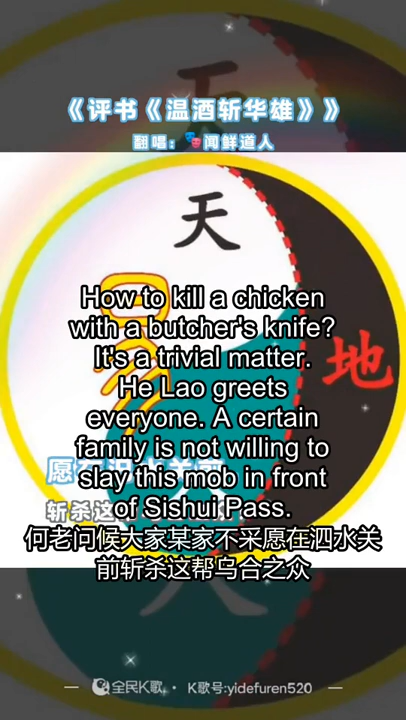 《评书《温酒斩华雄》》
翻唱：闻鲜道人
天
地
How to kill a chicken
with a butcher's knife?
It's a trivial matter.
He Lao greets
everyone. A certain
family is not willing to
slay this mob in front
of Sishui Pass.
斩杀这
何老问候大家某家不采愿在泗水关
前斩杀这帮乌合之众
全民K歌 · K歌号:yidefuren520